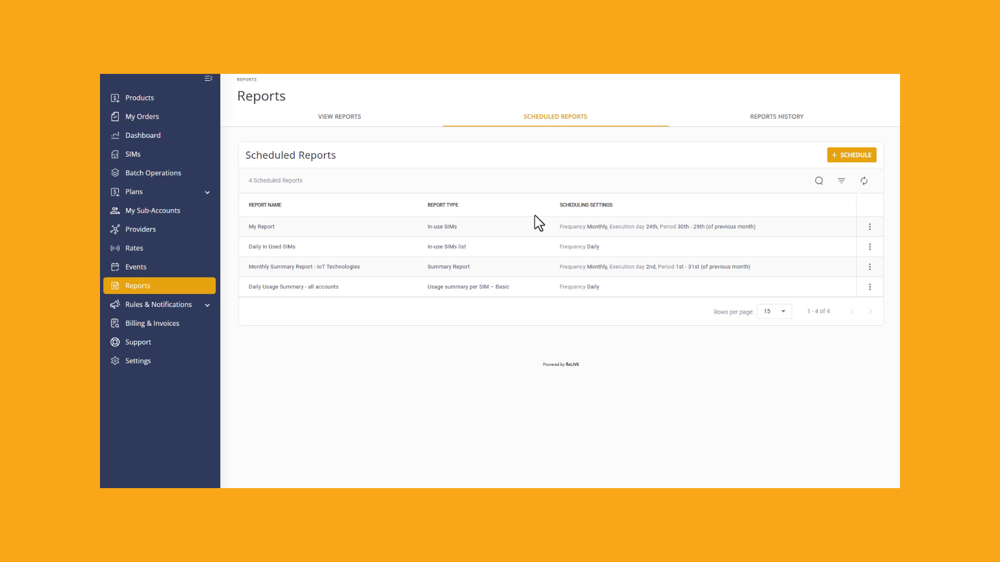 Products
My Orders
Dashboard
SIMs
Batch Operations
Plans
My Sub-Accounts
Providers
Rates
Events
Reports
Rules & Notifications
Billing & Invoices
Support
Settings
REPORTS
Reports
VIEW REPORTS
SCHEDULED REPORTS
REPORTS HISTORY
Scheduled Reports
+ SCHEDULE
4 Scheduled Reports
REPORT NAME REPORT TYPE SCHEDULING SETTINGS
My Report In-use SIMs Frequency Monthly, Execution day 24th, Period 30th - 29th (of previous month)
Daily In Used SIMs In-use SIMs list Frequency Daily
Monthly Summary Report - IoT Technologies Summary Report Frequency Monthly, Execution day 2nd, Period 1st - 31st (of previous month)
Daily Usage Summary - all accounts Usage summary per SIM – Basic Frequency Daily
Rows per page: 15 1 - 4 of 4
Powered by floLIVE